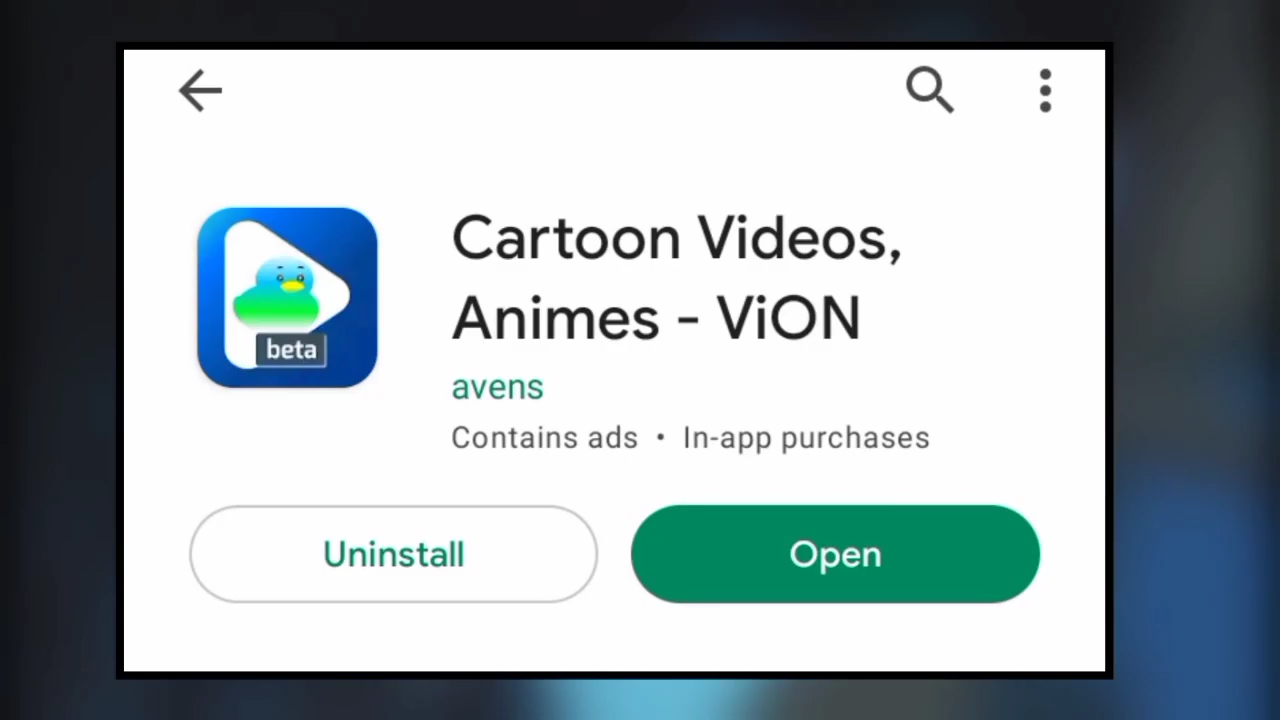 beta
Cartoon Videos,
Animes - ViON
avens
Contains ads • In-app purchases
Uninstall
Open